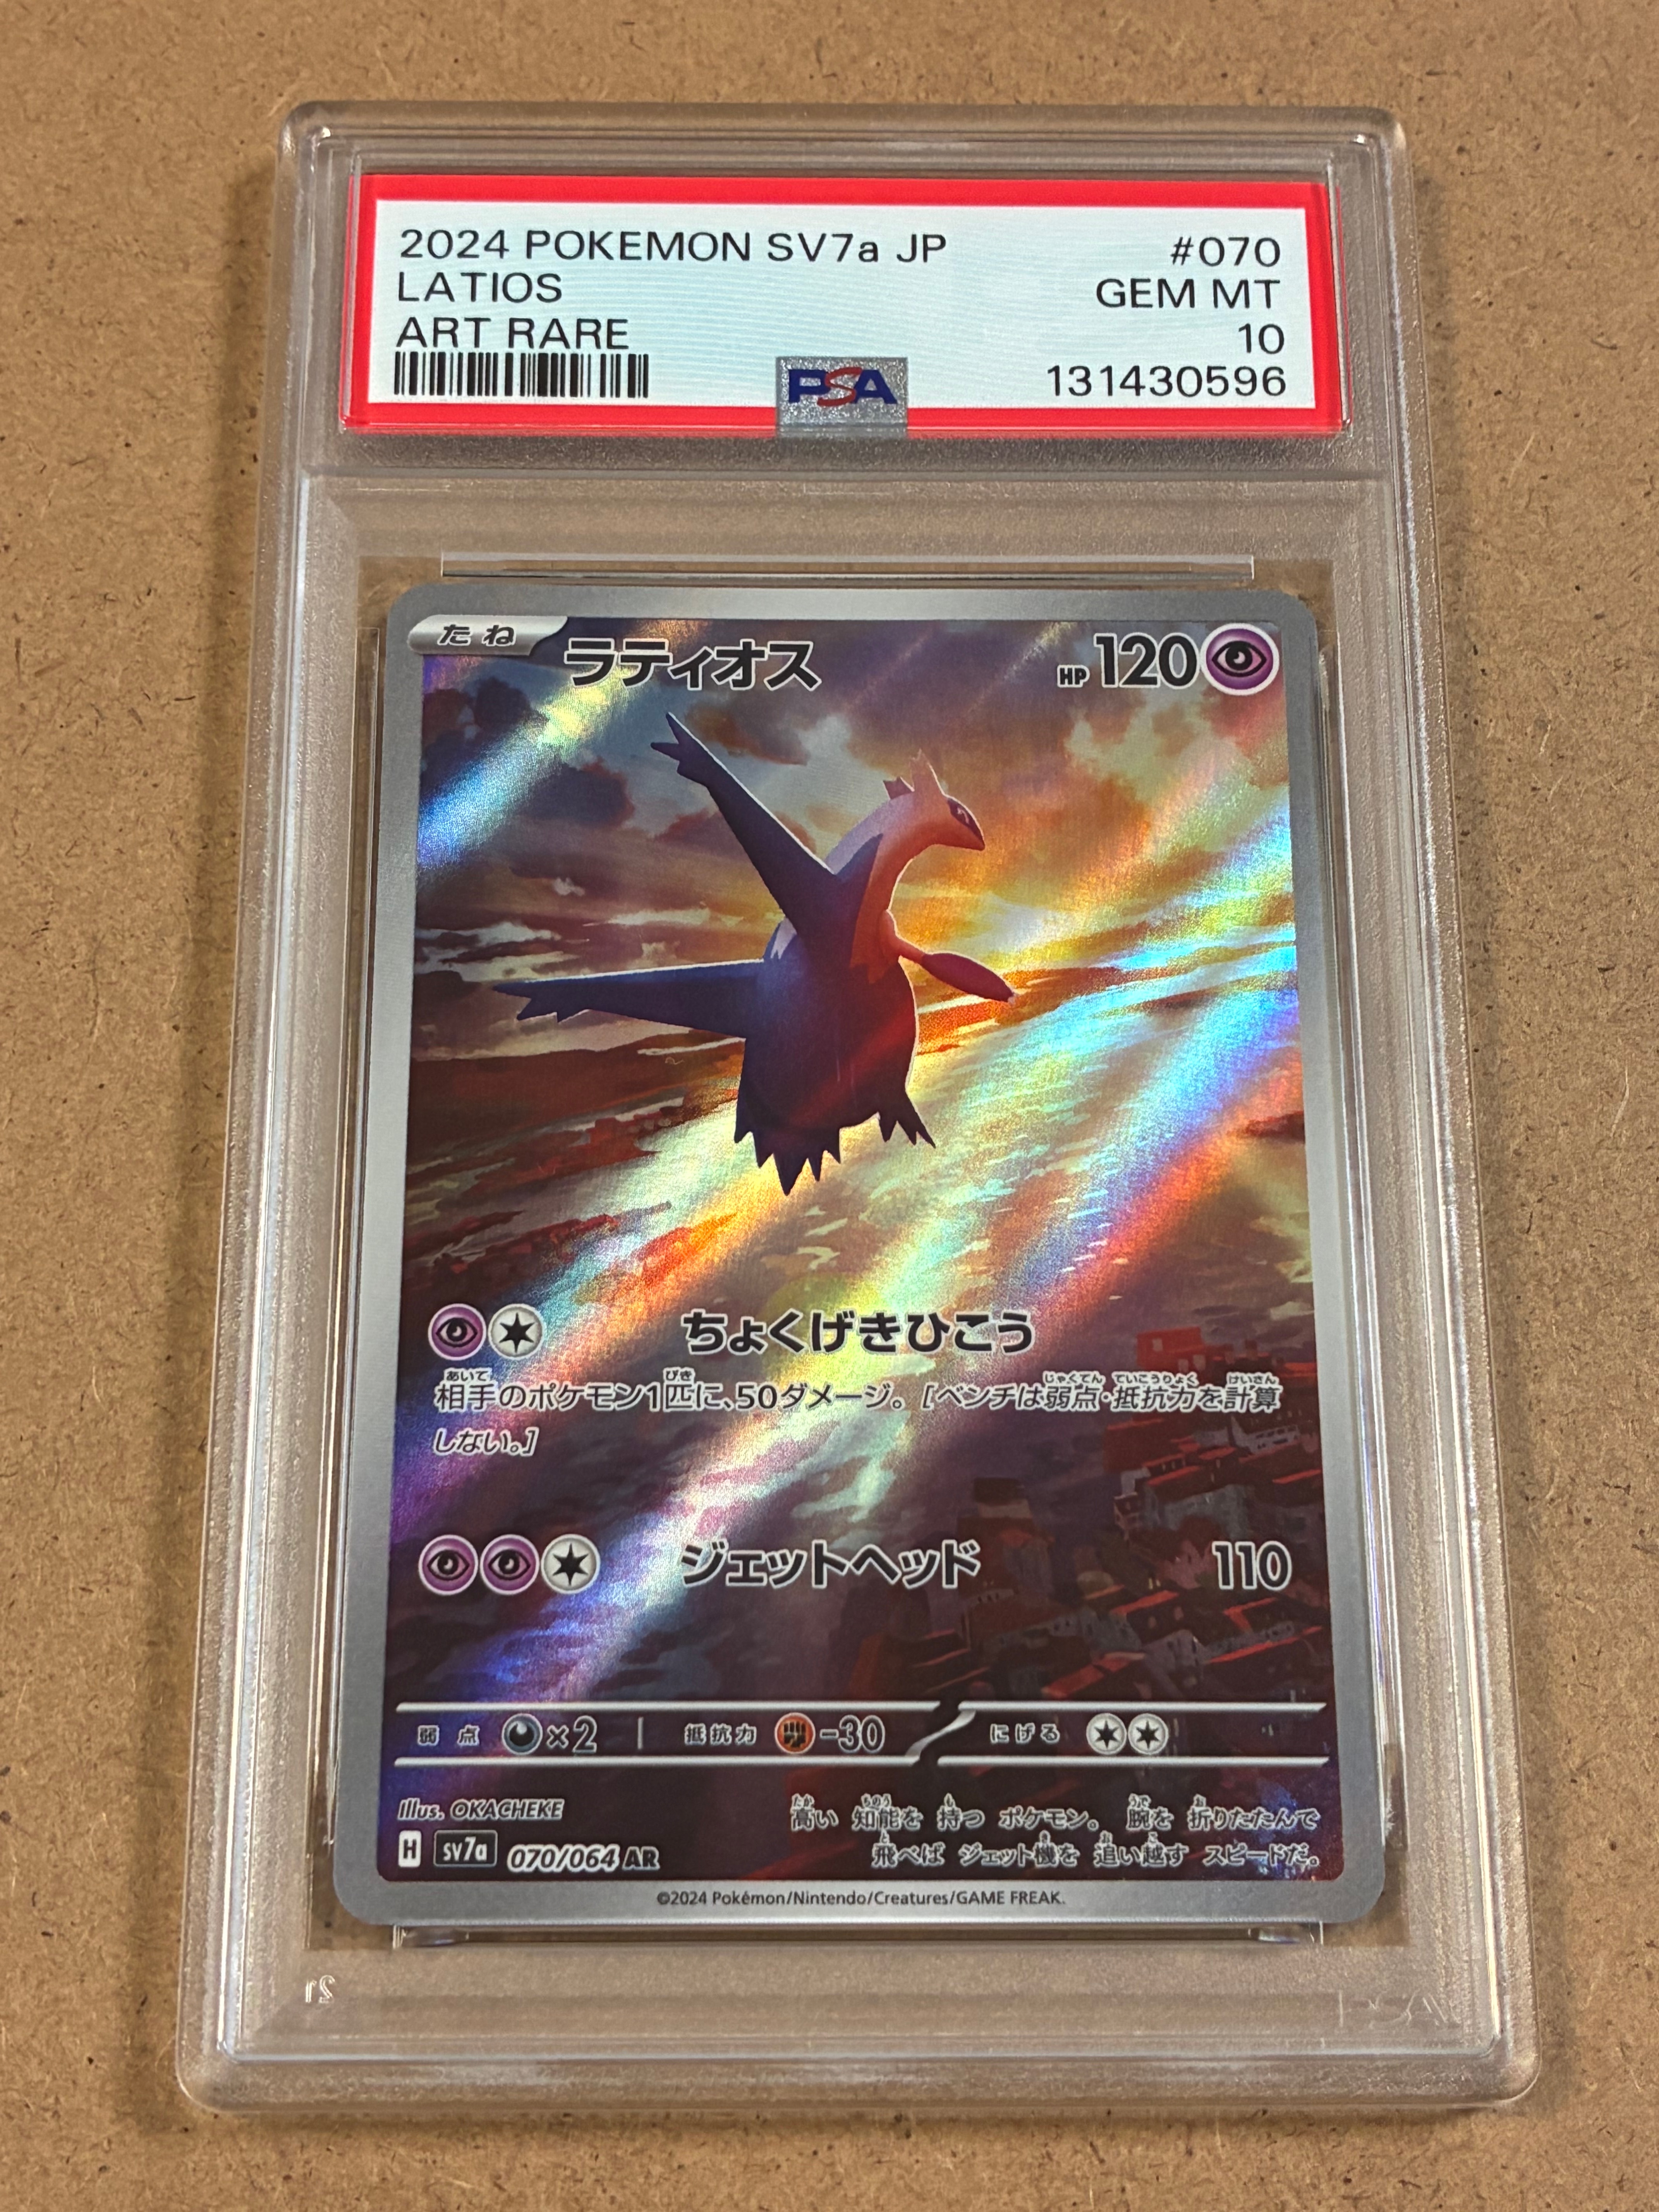 2024 POKEMON SV7a JP #070
LATIOS GEM MT
ART RARE 10
PSA 131430596
たね ラティオス HP 120
ちょくげきひこう
相手のポケモン1匹に、50ダメージ。[ベンチは弱点・抵抗力を計算
しない。]
ジェットヘッド 110
弱点 ×2 抵抗力 -30 にげる
Illus. OKACHEKE
高い 知能を 持つ ポケモン。 腕を 折りたたんで
飛べば ジェット機を 追い越す スピードだ。
H sv7a 070/064 AR
©2024 Pokémon/Nintendo/Creatures/GAME FREAK.
21
PSA